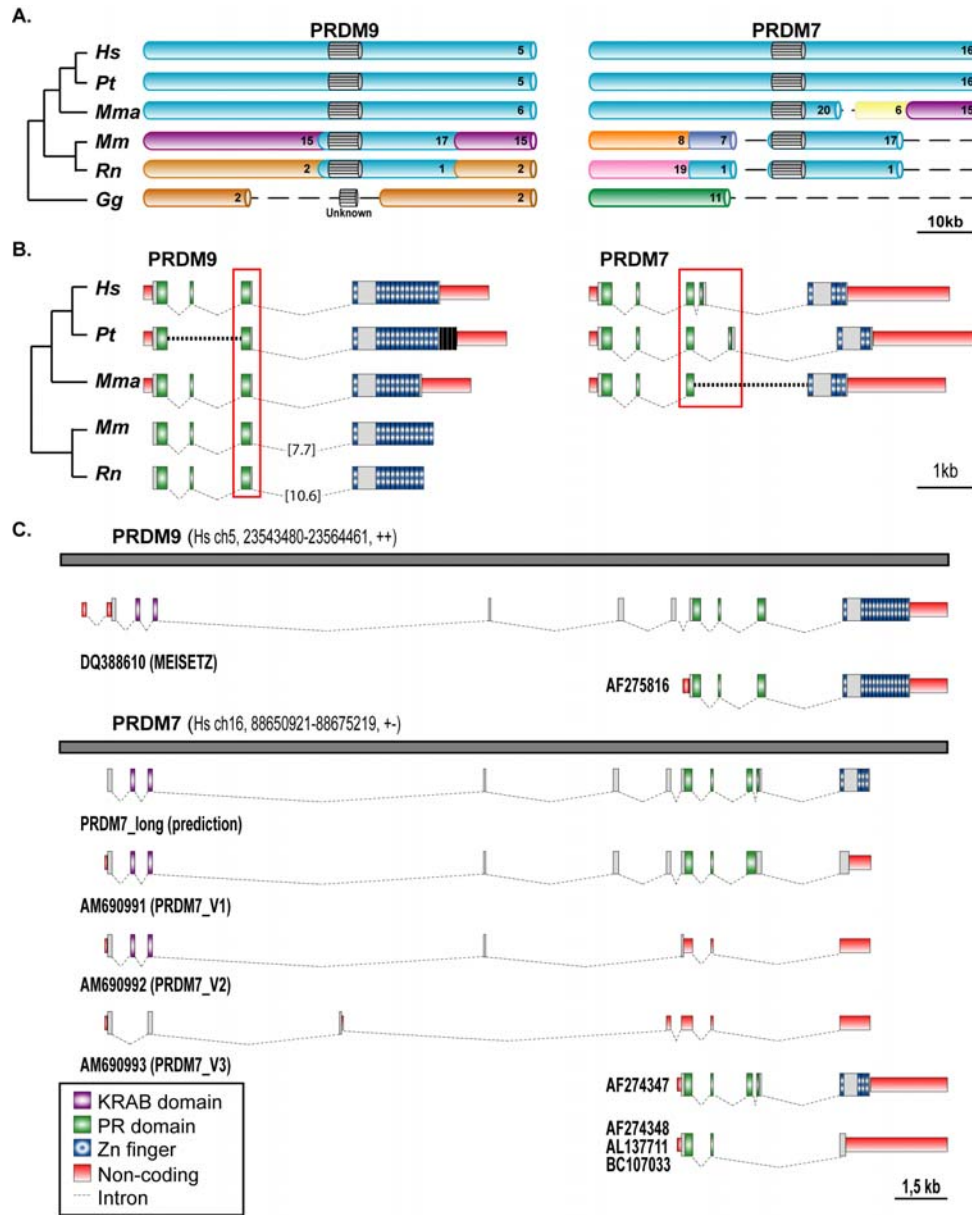 A.
PRDM9
PRDM7
Hs
5
16
Pt
5
16
Mma
6
20
6
15
Mm
15
17
15
8
7
17
Rn
2
1
2
19
1
1
Gg
2
Unknown
2
11
10kb
B.
PRDM9
PRDM7
Hs
Pt
Mma
Mm
[7.7]
Rn
[10.6]
1kb
C.
PRDM9 (Hs ch5, 23543480-23564461, ++)
DQ388610 (MEISETZ)
AF275816
PRDM7 (Hs ch16, 88650921-88675219, +-)
PRDM7_long (prediction)
AM690991 (PRDM7_V1)
AM690992 (PRDM7_V2)
AM690993 (PRDM7_V3)
AF274347
AF274348
AL137711
BC107033
KRAB domain
PR domain
Zn finger
Non-coding
Intron
1,5 kb